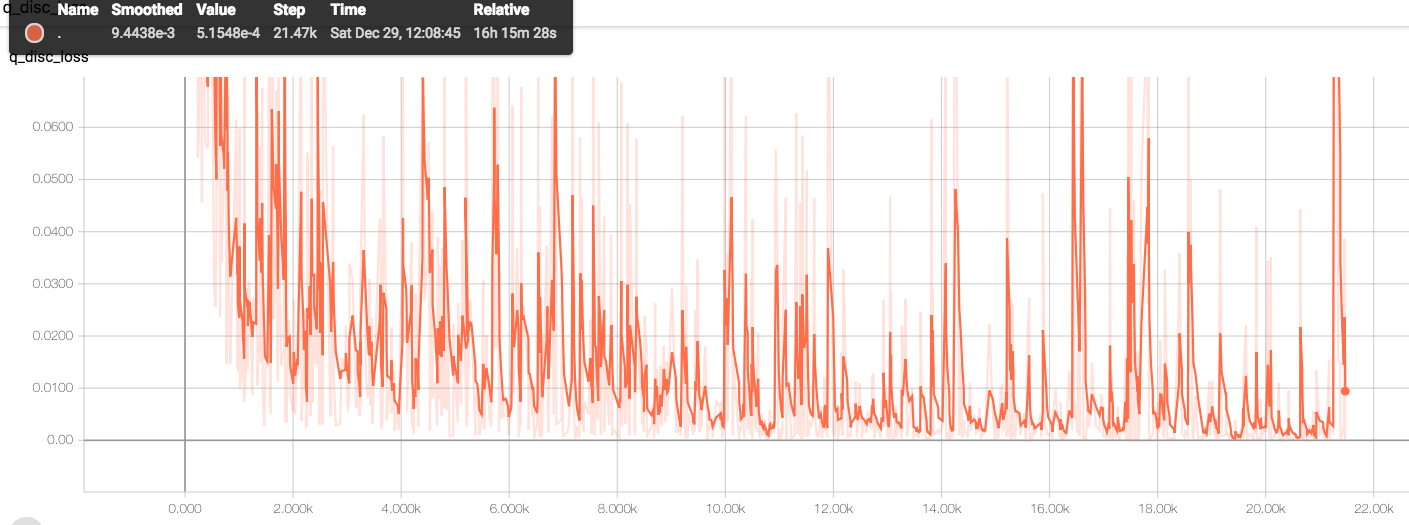 q_disc_
Name Smoothed Value Step Time Relative
. 9.4438e-3 5.1548e-4 21.47k Sat Dec 29, 12:08:45 16h 15m 28s
q_disc_loss
0.0600
0.0500
0.0400
0.0300
0.0200
0.0100
0.00
0.000 2.000k 4.000k 6.000k 8.000k 10.00k 12.00k 14.00k 16.00k 18.00k 20.00k 22.00k